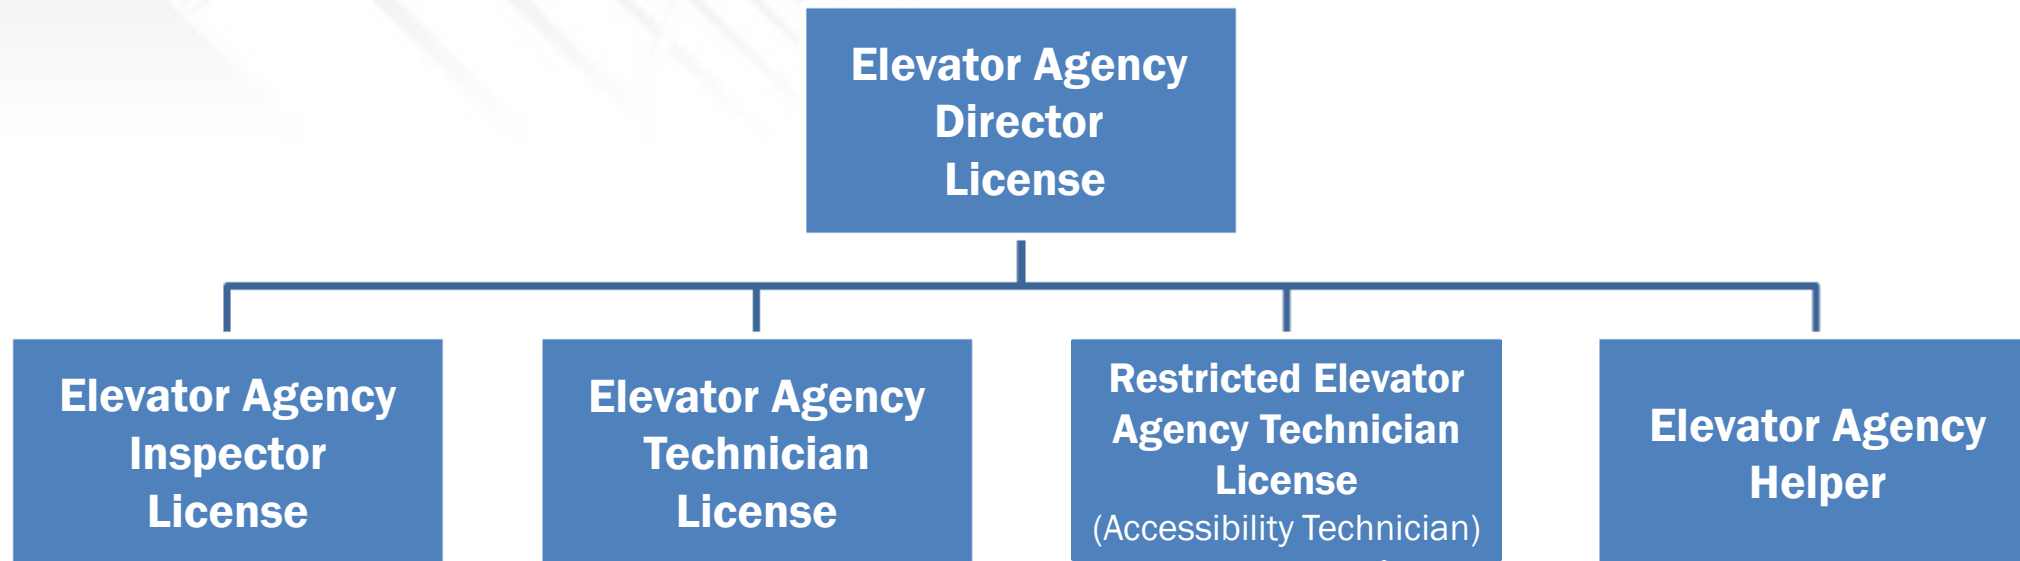 Elevator Agency
Director
License
Elevator Agency
Inspector
License
Elevator Agency
Technician
License
Restricted Elevator
Agency Technician
License
(Accessibility Technician)
Elevator Agency
Helper